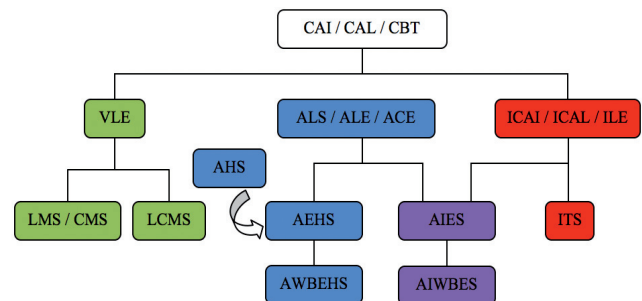 CAI / CAL / CBT
VLE
ALS / ALE / ACE
ICAI / ICAL / ILE
AHS
LMS / CMS
LCMS
AEHS
AIES
ITS
AWBEHS
AIWBES